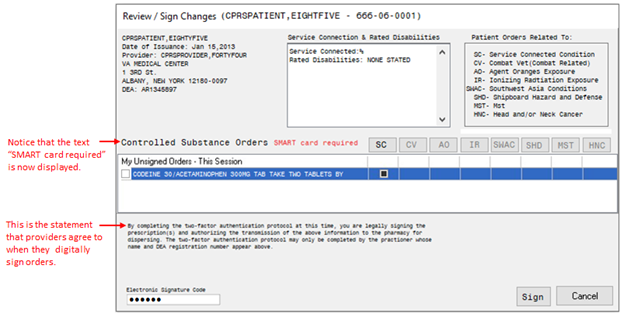 Review / Sign Changes (CPRSPATIENT,EIGHTFIVE - 666-06-0001)
CPRSPATIENT,EIGHTYFIVE
Date of Issuance: Jan 15,2013
Provider: CPRSPROVIDER,FORTYFOUR
VA MEDICAL CENTER
1 3RD St.
ALBANY, NEW YORK 12180-0097
DEA: AR1345697
Service Connection & Rated Disabilities
Service Connected:%
Rated Disabilities: NONE STATED
Patient Orders Related To:
SC- Service Connected Condition
CV- Combat Vet(Combat Related)
AO- Agent Oranges Exposure
IR- Ionizing Radtiation Exposure
SWAC- Southwest Asia Conditions
SHD- Shipboard Hazard and Defense
MST- Mst
HNC- Head and/or Neck Cancer
Notice that the text
“SMART card required”
is now displayed.
Controlled Substance Orders SMART card required
SC CV AO IR SWAC SHD MST HNC
My Unsigned Orders - This Session
CODEINE 30/ACETAMINOPHEN 300MG TAB TAKE TWO TABLETS BY
This is the statement
that providers agree to
when they digitally
sign orders.
By completing the two-factor authentication protocol at this time, you are legally signing the
prescription(s) and authorizing the transmission of the above information to the pharmacy for
dispersing. The two-factor authentication protocol may only be completed by the practioner whose
name and DEA registration number appear above.
Electronic Signature Code
●●●●●●
Sign
Cancel